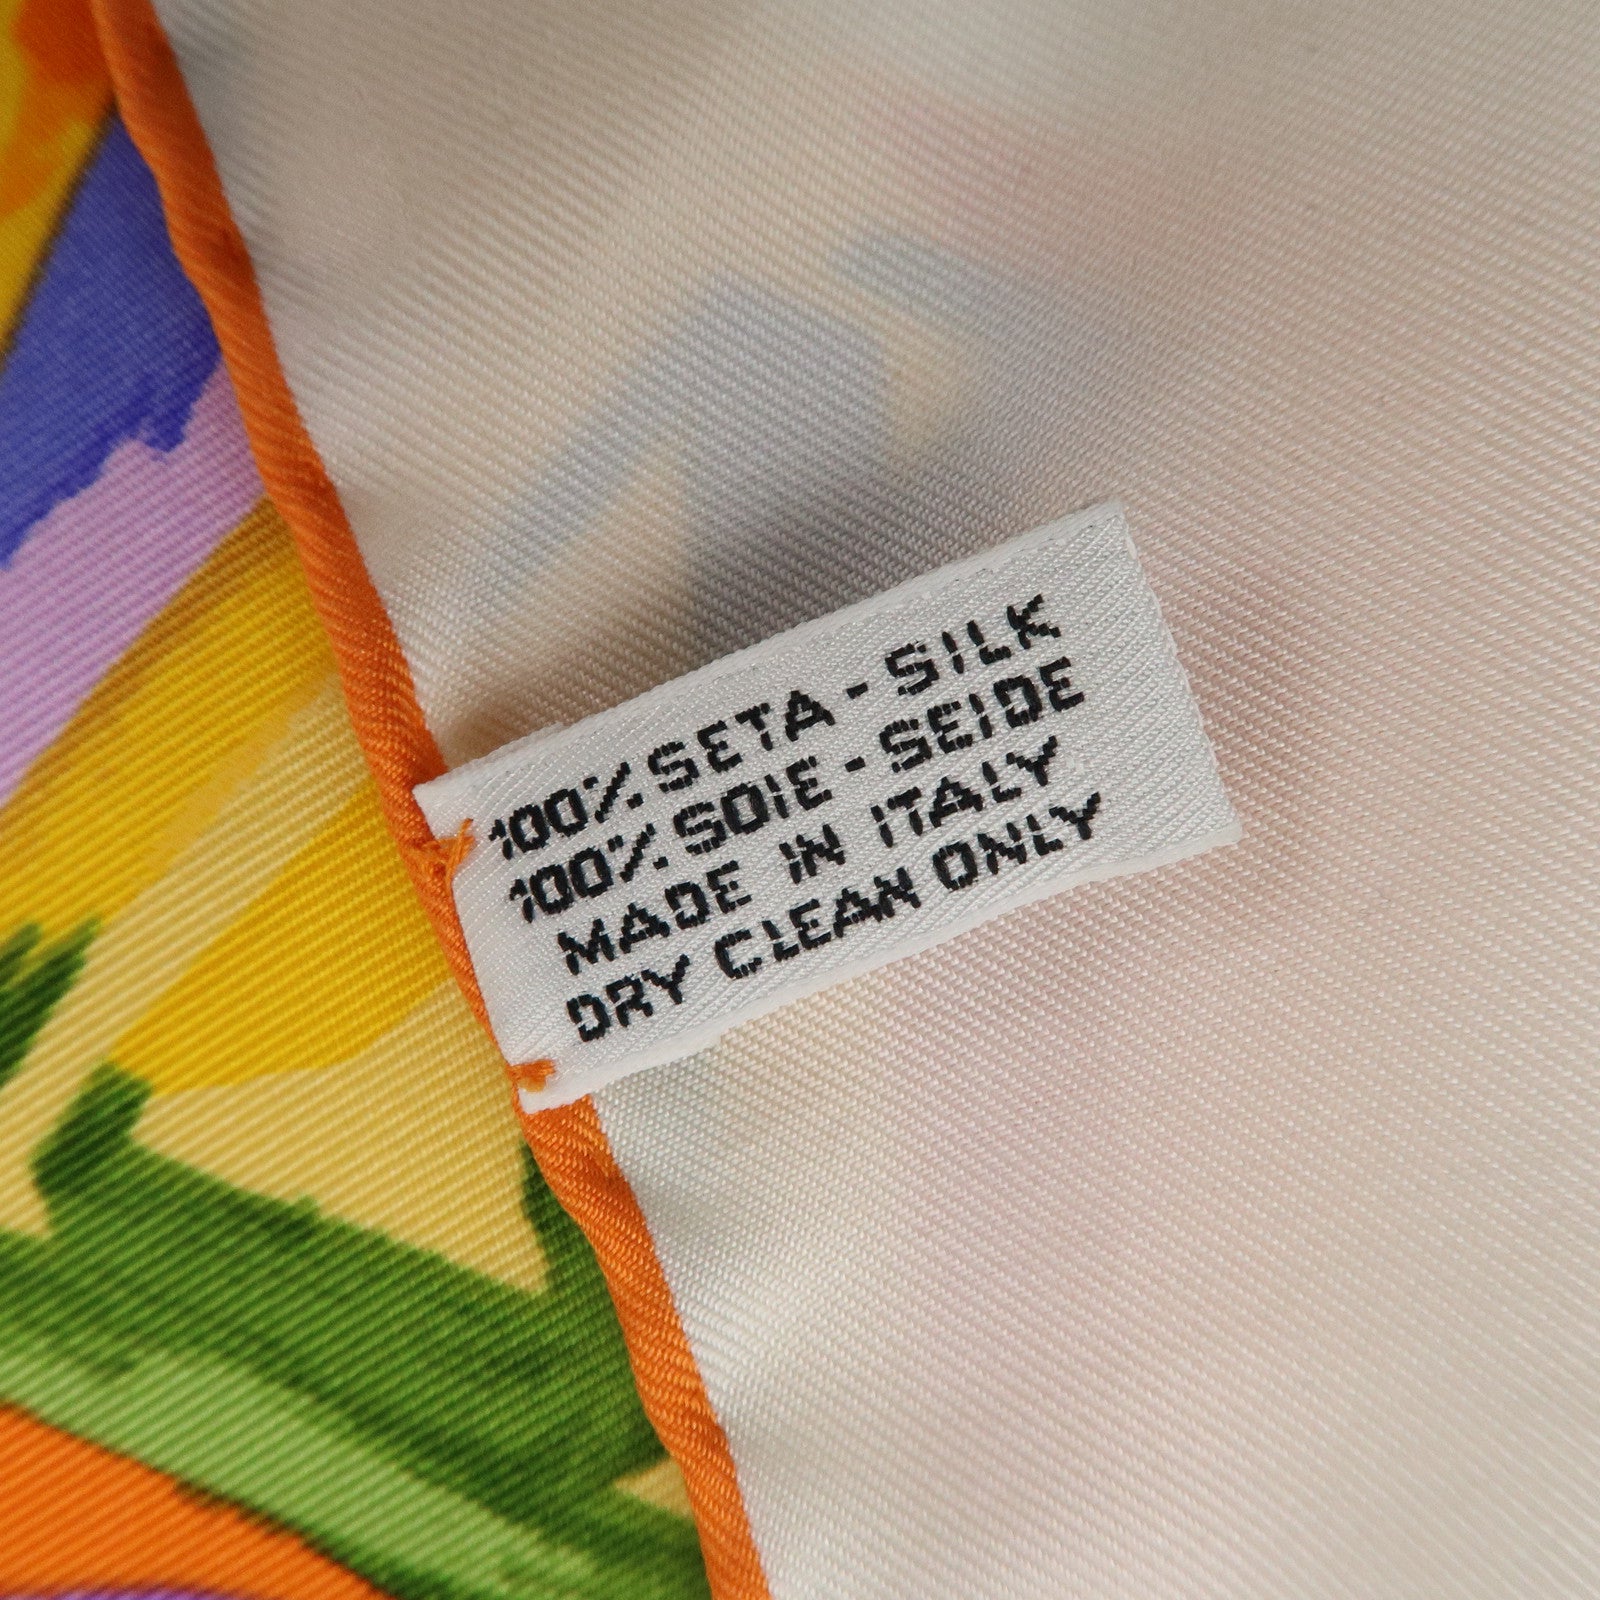 100% SETA - SILK
100% SOIE - SEIDE
MADE IN ITALY
DRY CLEAN ONLY